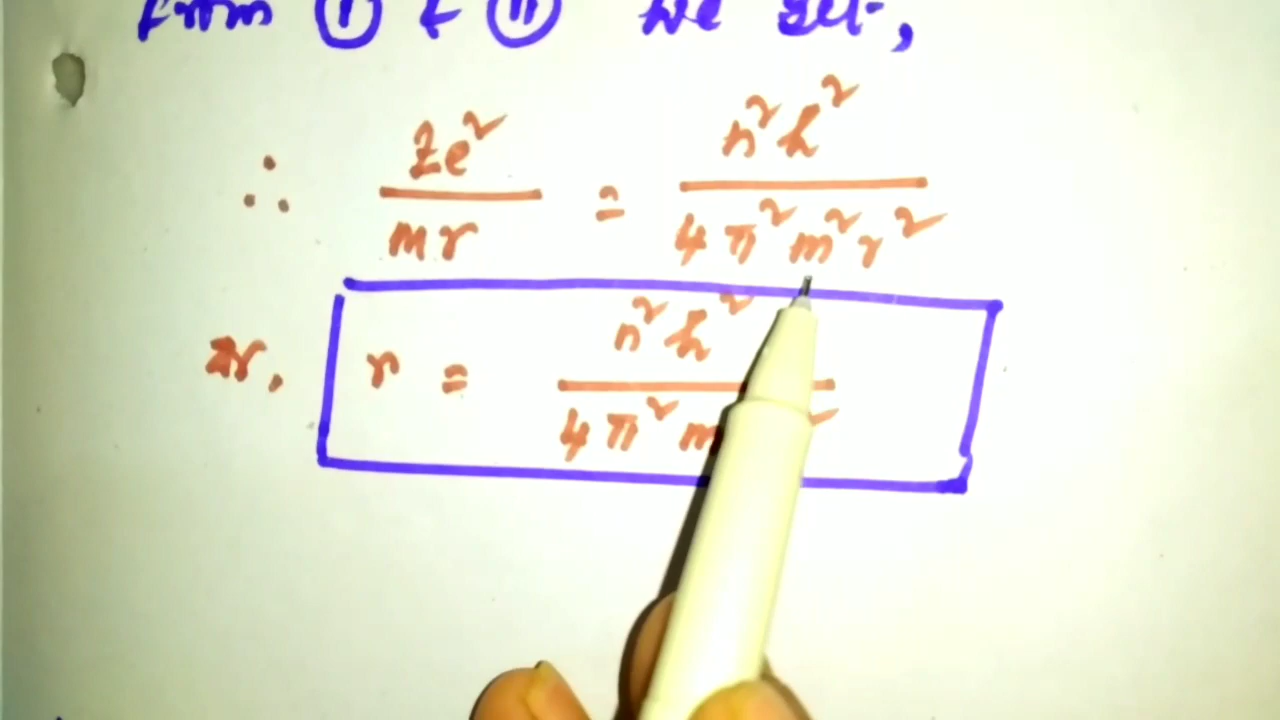 From (I) & (II) we get,
∴ Ze²/mr = n²h²/4π²m²r²
or, r = n²h²/4π²m